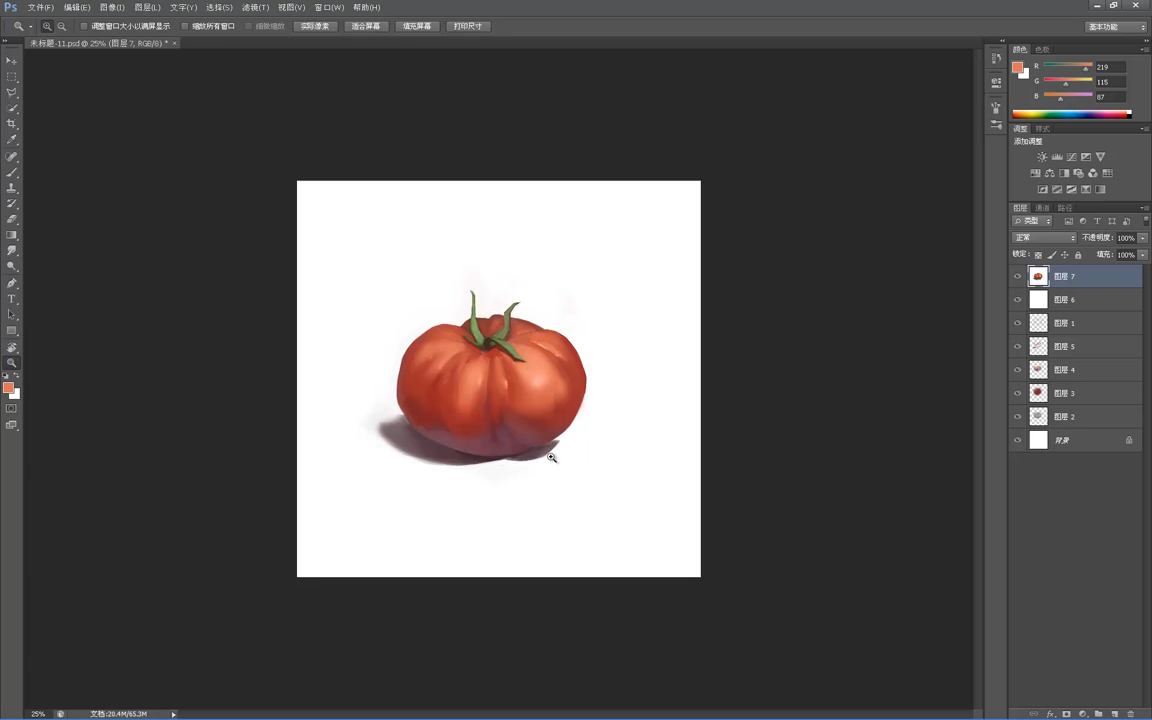 Ps 文件(F) 编辑(E) 图像(I) 图层(L) 文字(Y) 选择(S) 滤镜(T) 视图(V) 窗口(W) 帮助(H)
调整窗口大小以满屏显示 缩放所有窗口 细微缩放 实际像素 适合屏幕 填充屏幕 打印尺寸 基本功能
未标题-11.psd @ 25% (图层 7, RGB/8) * ×
颜色 色板
R 219
G 115
B 87
调整 样式
添加调整
图层 通道 路径
类型
正常 不透明度: 100%
锁定: 填充: 100%
图层 7
图层 6
图层 1
图层 5
图层 4
图层 3
图层 2
背景
25% 文档:20.4M/65.3M